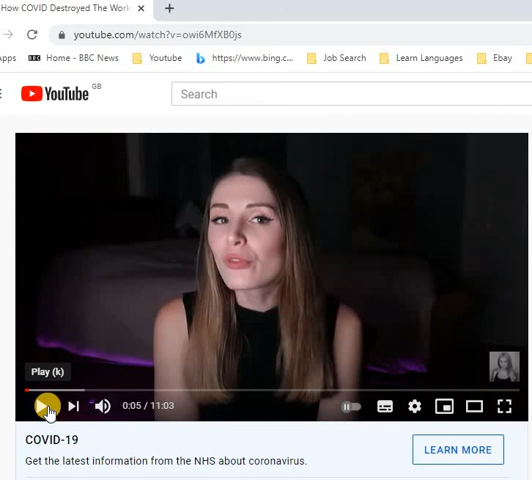 How COVID Destroyed The Work
youtube.com/watch?v=owi6MfXB0js
Apps BBC Home - BBC News Youtube https://www.bing.c... Job Search Learn Languages Ebay
YouTube GB Search
Play (k)
0:05 / 11:03
COVID-19
LEARN MORE
Get the latest information from the NHS about coronavirus.